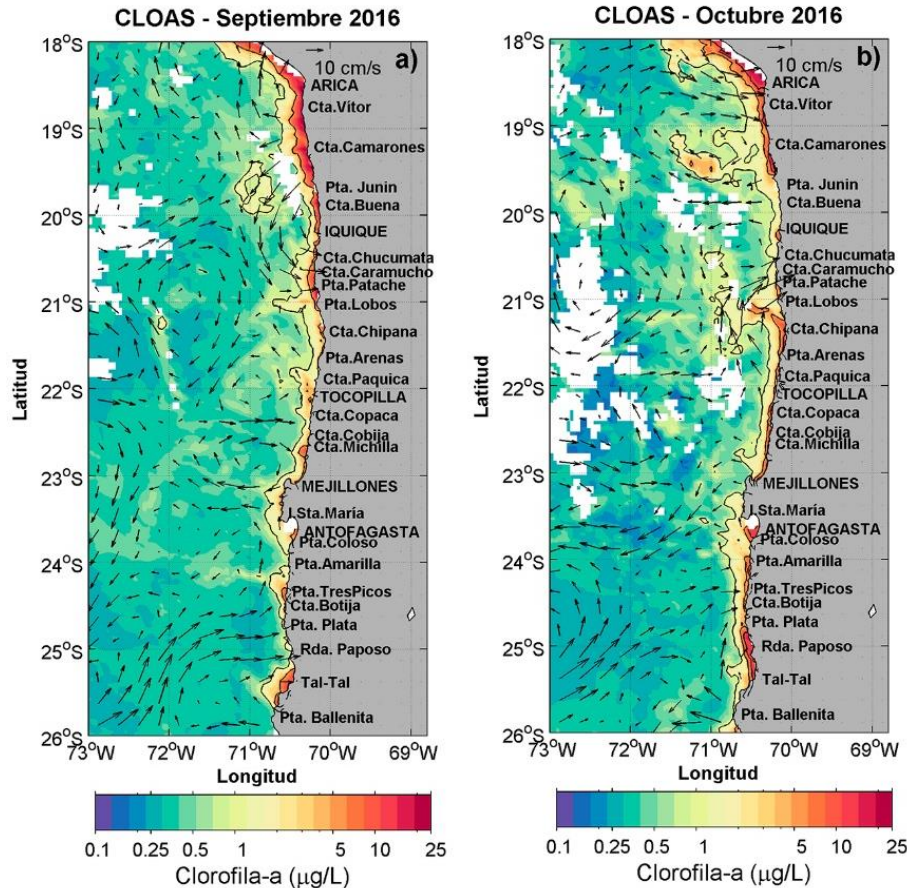 CLOAS - Septiembre 2016
a)
10 cm/s
18°S
19°S
20°S
21°S
22°S
23°S
24°S
25°S
26°S
Latitud
ARICA
Cta.Vitor
Cta.Camarones
Pta. Junin
Cta.Buena
IQUIQUE
Cta.Chucumata
Cta.Caramucho
Pta.Patache
Pta.Lobos
Cta.Chipana
Pta.Arenas
Cta.Paquica
TOCOPILLA
Cta.Copaca
Cta.Cobija
Cta.Michilla
MEJILLONES
I.Sta.Maria
ANTOFAGASTA
Pta.Coloso
Pta.Amarilla
Pta.TresPicos
Cta.Botija
Pta. Plata
Rda. Paposo
Tal-Tal
Pta. Ballenita
73°W 72°W 71°W 70°W 69°W
Longitud
0.1 0.25 0.5 1 5 10 25
Clorofila-a (µg/L)
CLOAS - Octubre 2016
b)
10 cm/s
18°S
19°S
20°S
21°S
22°S
23°S
24°S
25°S
26°S
Latitud
ARICA
Cta.Vitor
Cta.Camarones
Pta. Junin
Cta.Buena
IQUIQUE
Cta.Chucumata
Cta.Caramucho
Pta.Patache
Pta.Lobos
Cta.Chipana
Pta.Arenas
Cta.Paquica
TOCOPILLA
Cta.Copaca
Cta.Cobija
Cta.Michilla
MEJILLONES
I.Sta.Maria
ANTOFAGASTA
Pta.Coloso
Pta.Amarilla
Pta.TresPicos
Cta.Botija
Pta. Plata
Rda. Paposo
Tal-Tal
Pta. Ballenita
73°W 72°W 71°W 70°W 69°W
Longitud
0.1 0.25 0.5 1 5 10 25
Clorofila-a (µg/L)